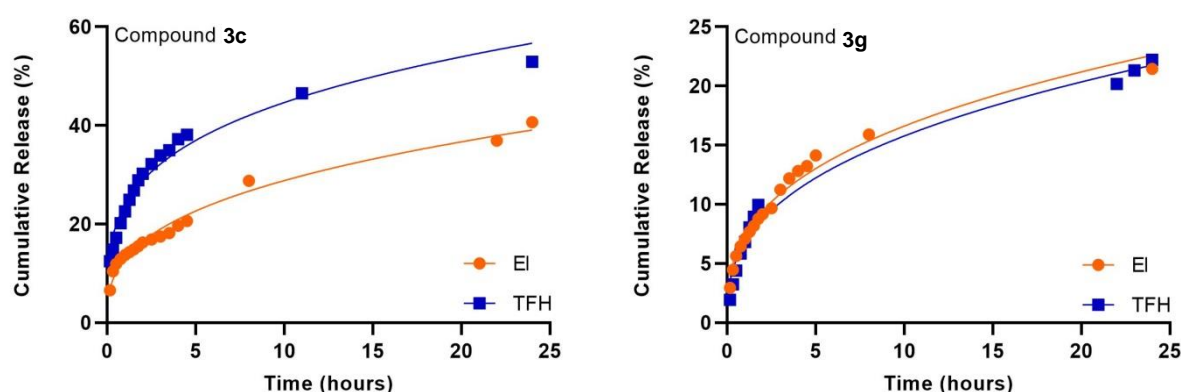 Compound 3c
Cumulative Release (%)
60
40
20
0
0 5 10 15 20 25
Time (hours)
EI
TFH
Compound 3g
Cumulative Release (%)
25
20
15
10
5
0
0 5 10 15 20 25
Time (hours)
EI
TFH